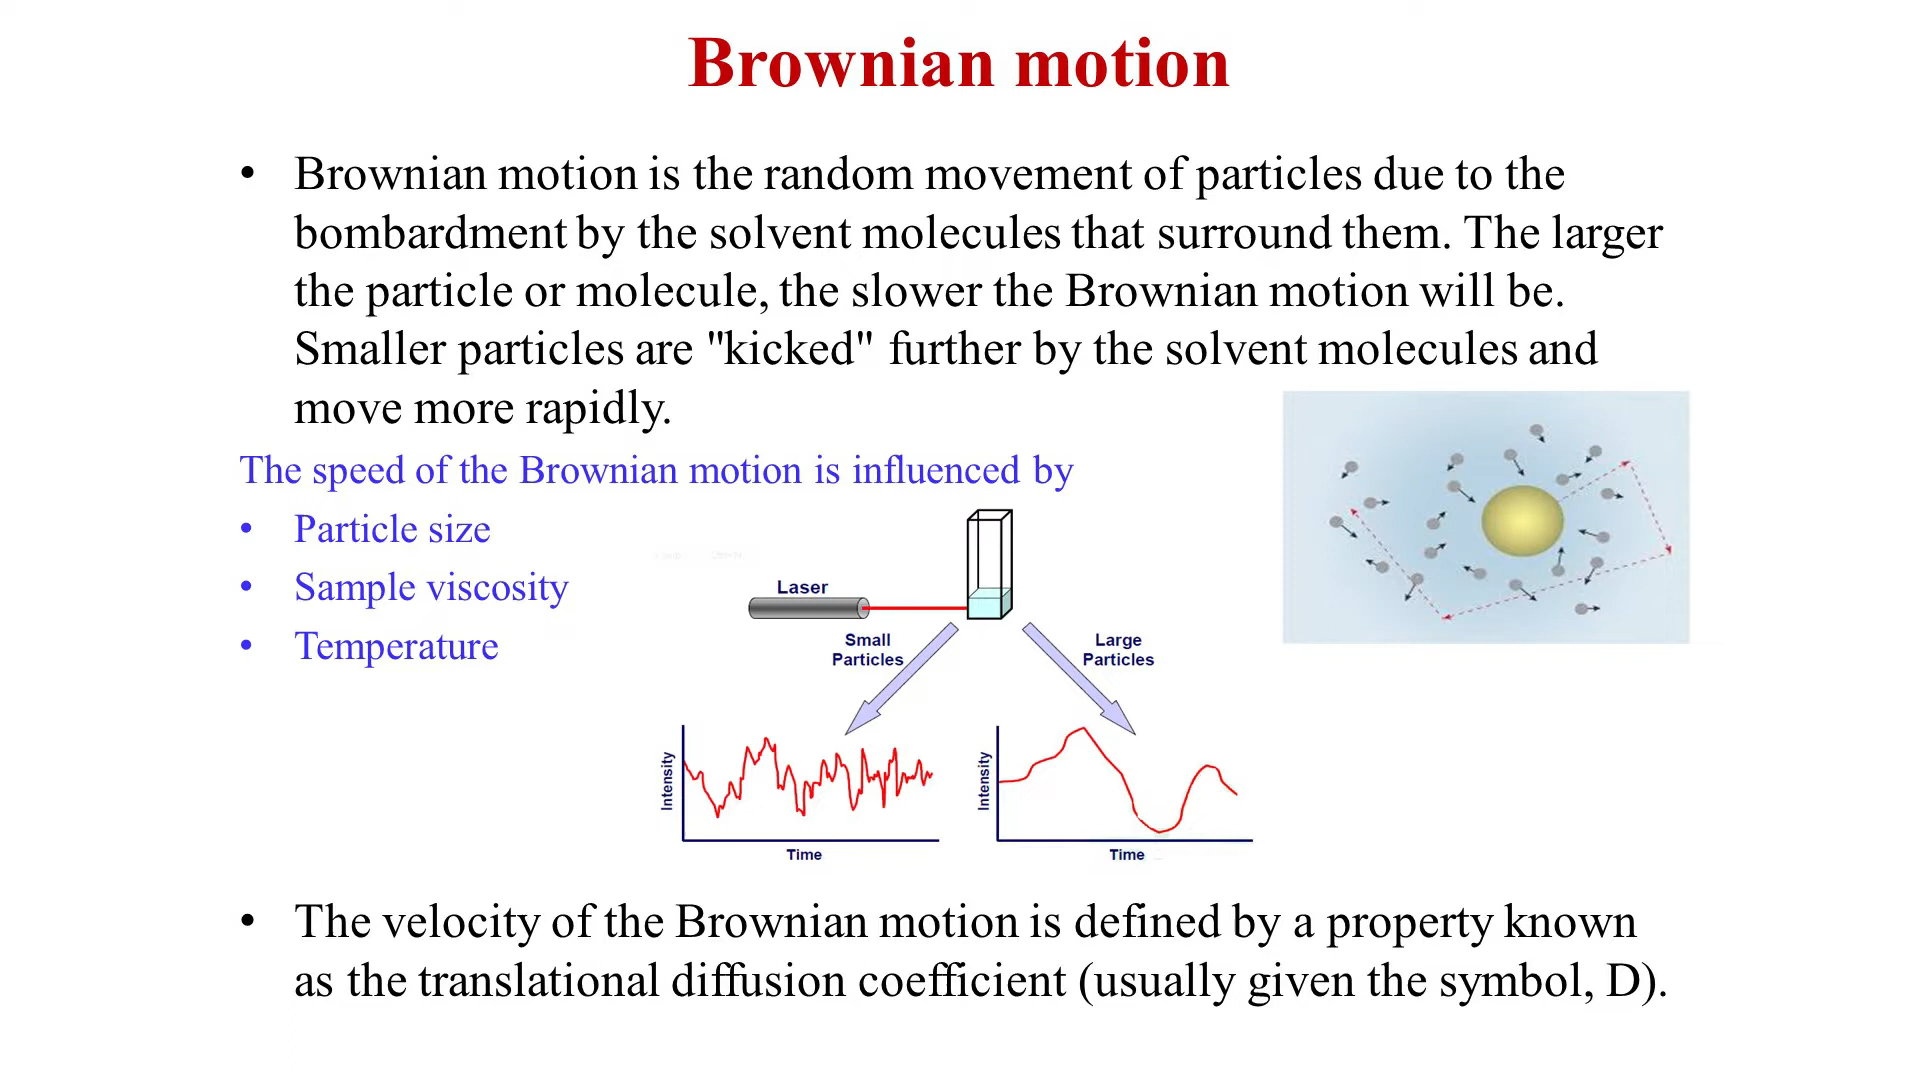 Brownian motion
• Brownian motion is the random movement of particles due to the
bombardment by the solvent molecules that surround them. The larger
the particle or molecule, the slower the Brownian motion will be.
Smaller particles are "kicked" further by the solvent molecules and
move more rapidly.
The speed of the Brownian motion is influenced by
• Particle size
• Sample viscosity
• Temperature
Laser
Small
Particles
Large
Particles
Intensity
Time
Intensity
Time
• The velocity of the Brownian motion is defined by a property known
as the translational diffusion coefficient (usually given the symbol, D).